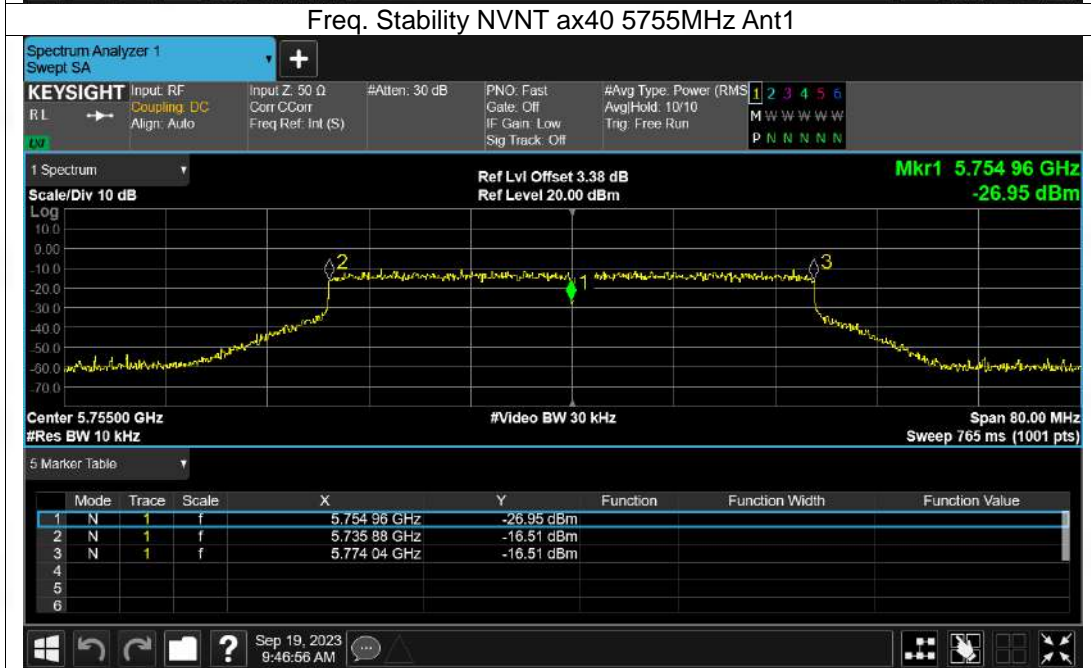 Freq. Stability NVNT ax40 5755MHz Ant1
Spectrum Analyzer 1
Swept SA
+
KEYSIGHT Input: RF Input Z: 50 Ω #Atten: 30 dB PNO: Fast #Avg Type: Power (RMS 1 2 3 4 5 6
RL Coupling: DC Corr CCorr Gate: Off Avg|Hold: 10/10 M W W W W W
Align: Auto Freq Ref: Int (S) IF Gain: Low Trig: Free Run
LXI Sig Track: Off P N N N N N
1 Spectrum Ref Lvl Offset 3.38 dB Mkr1 5.754 96 GHz
Scale/Div 10 dB Ref Level 20.00 dBm -26.95 dBm
Log
10.0
0.00
-10.0 2 3
-20.0 1
-30.0
-40.0
-50.0
-60.0
-70.0
Center 5.75500 GHz #Video BW 30 kHz Span 80.00 MHz
#Res BW 10 kHz Sweep 765 ms (1001 pts)
5 Marker Table
Mode Trace Scale X Y Function Function Width Function Value
1 N 1 f 5.754 96 GHz -26.95 dBm
2 N 1 f 5.735 88 GHz -16.51 dBm
3 N 1 f 5.774 04 GHz -16.51 dBm
4
5
6
? Sep 19, 2023
9:46:56 AM